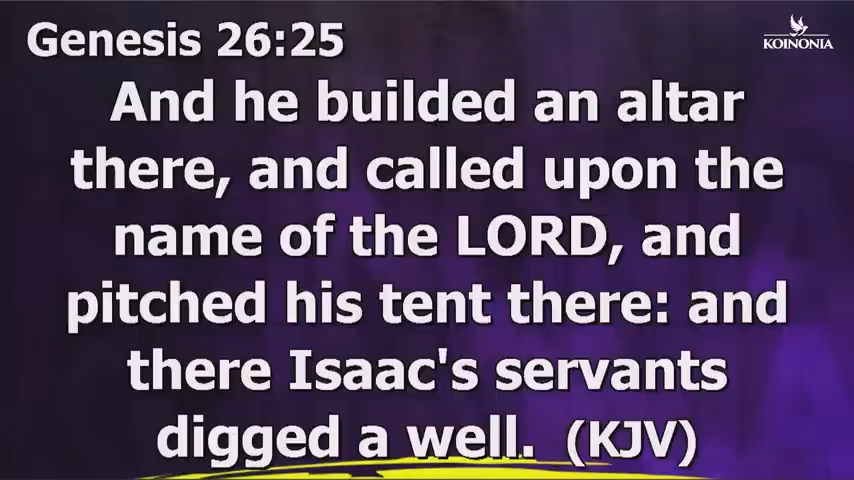 Genesis 26:25
KOINONIA
And he builded an altar
there, and called upon the
name of the LORD, and
pitched his tent there: and
there Isaac's servants
digged a well. (KJV)